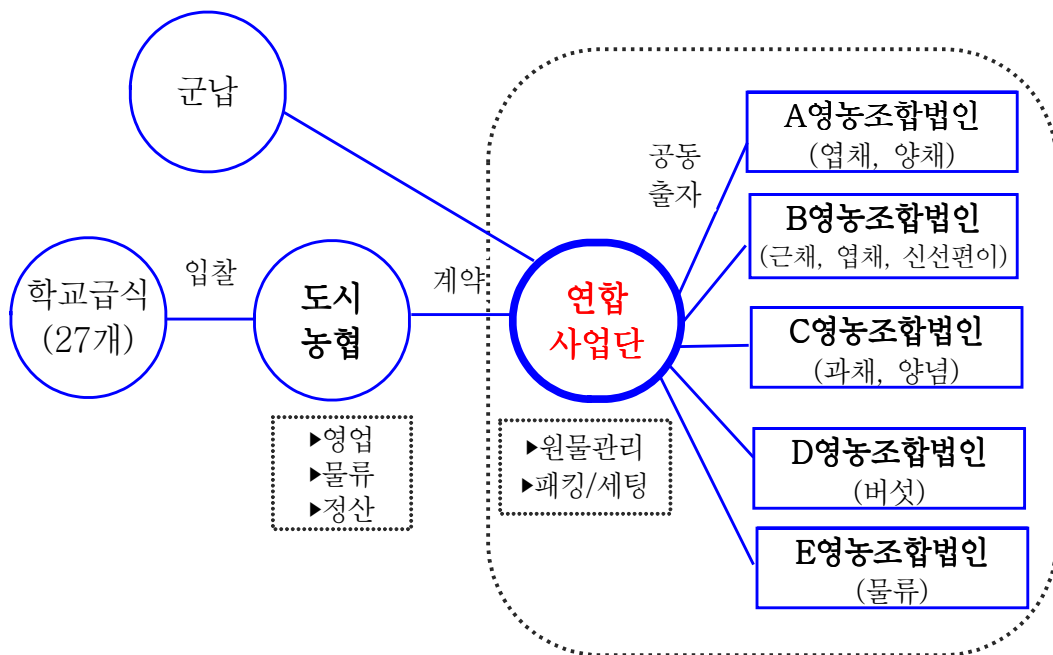 군납
공동
출자
A영농조합법인
(엽채, 양채)
B영농조합법인
(근채, 엽채, 신선편이)
학교급식
(27개)
입찰
도시
농협
계약
연합
사업단
C영농조합법인
(과채, 양념)
▶영업
▶물류
▶정산
▶원물관리
▶패킹/세팅
D영농조합법인
(버섯)
E영농조합법인
(물류)